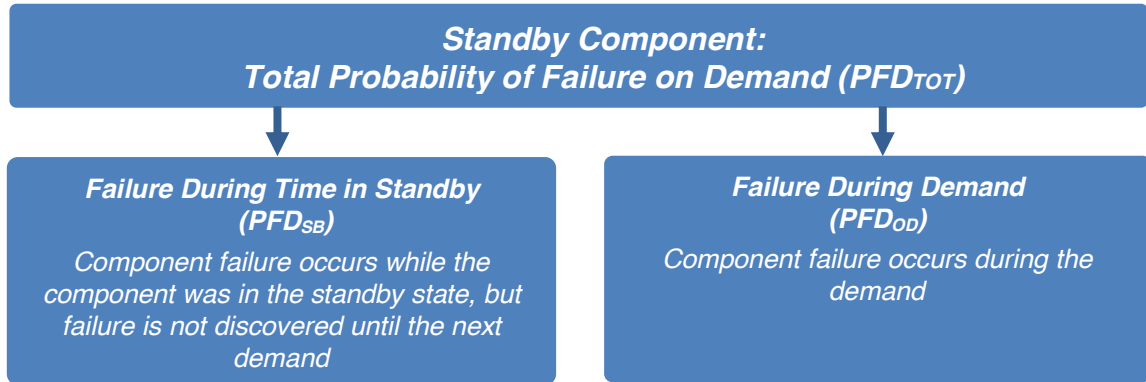 Standby Component:
Total Probability of Failure on Demand (PFDTOT)
Failure During Time in Standby
(PFDSB)
Component failure occurs while the
component was in the standby state, but
failure is not discovered until the next
demand
Failure During Demand
(PFDOD)
Component failure occurs during the
demand